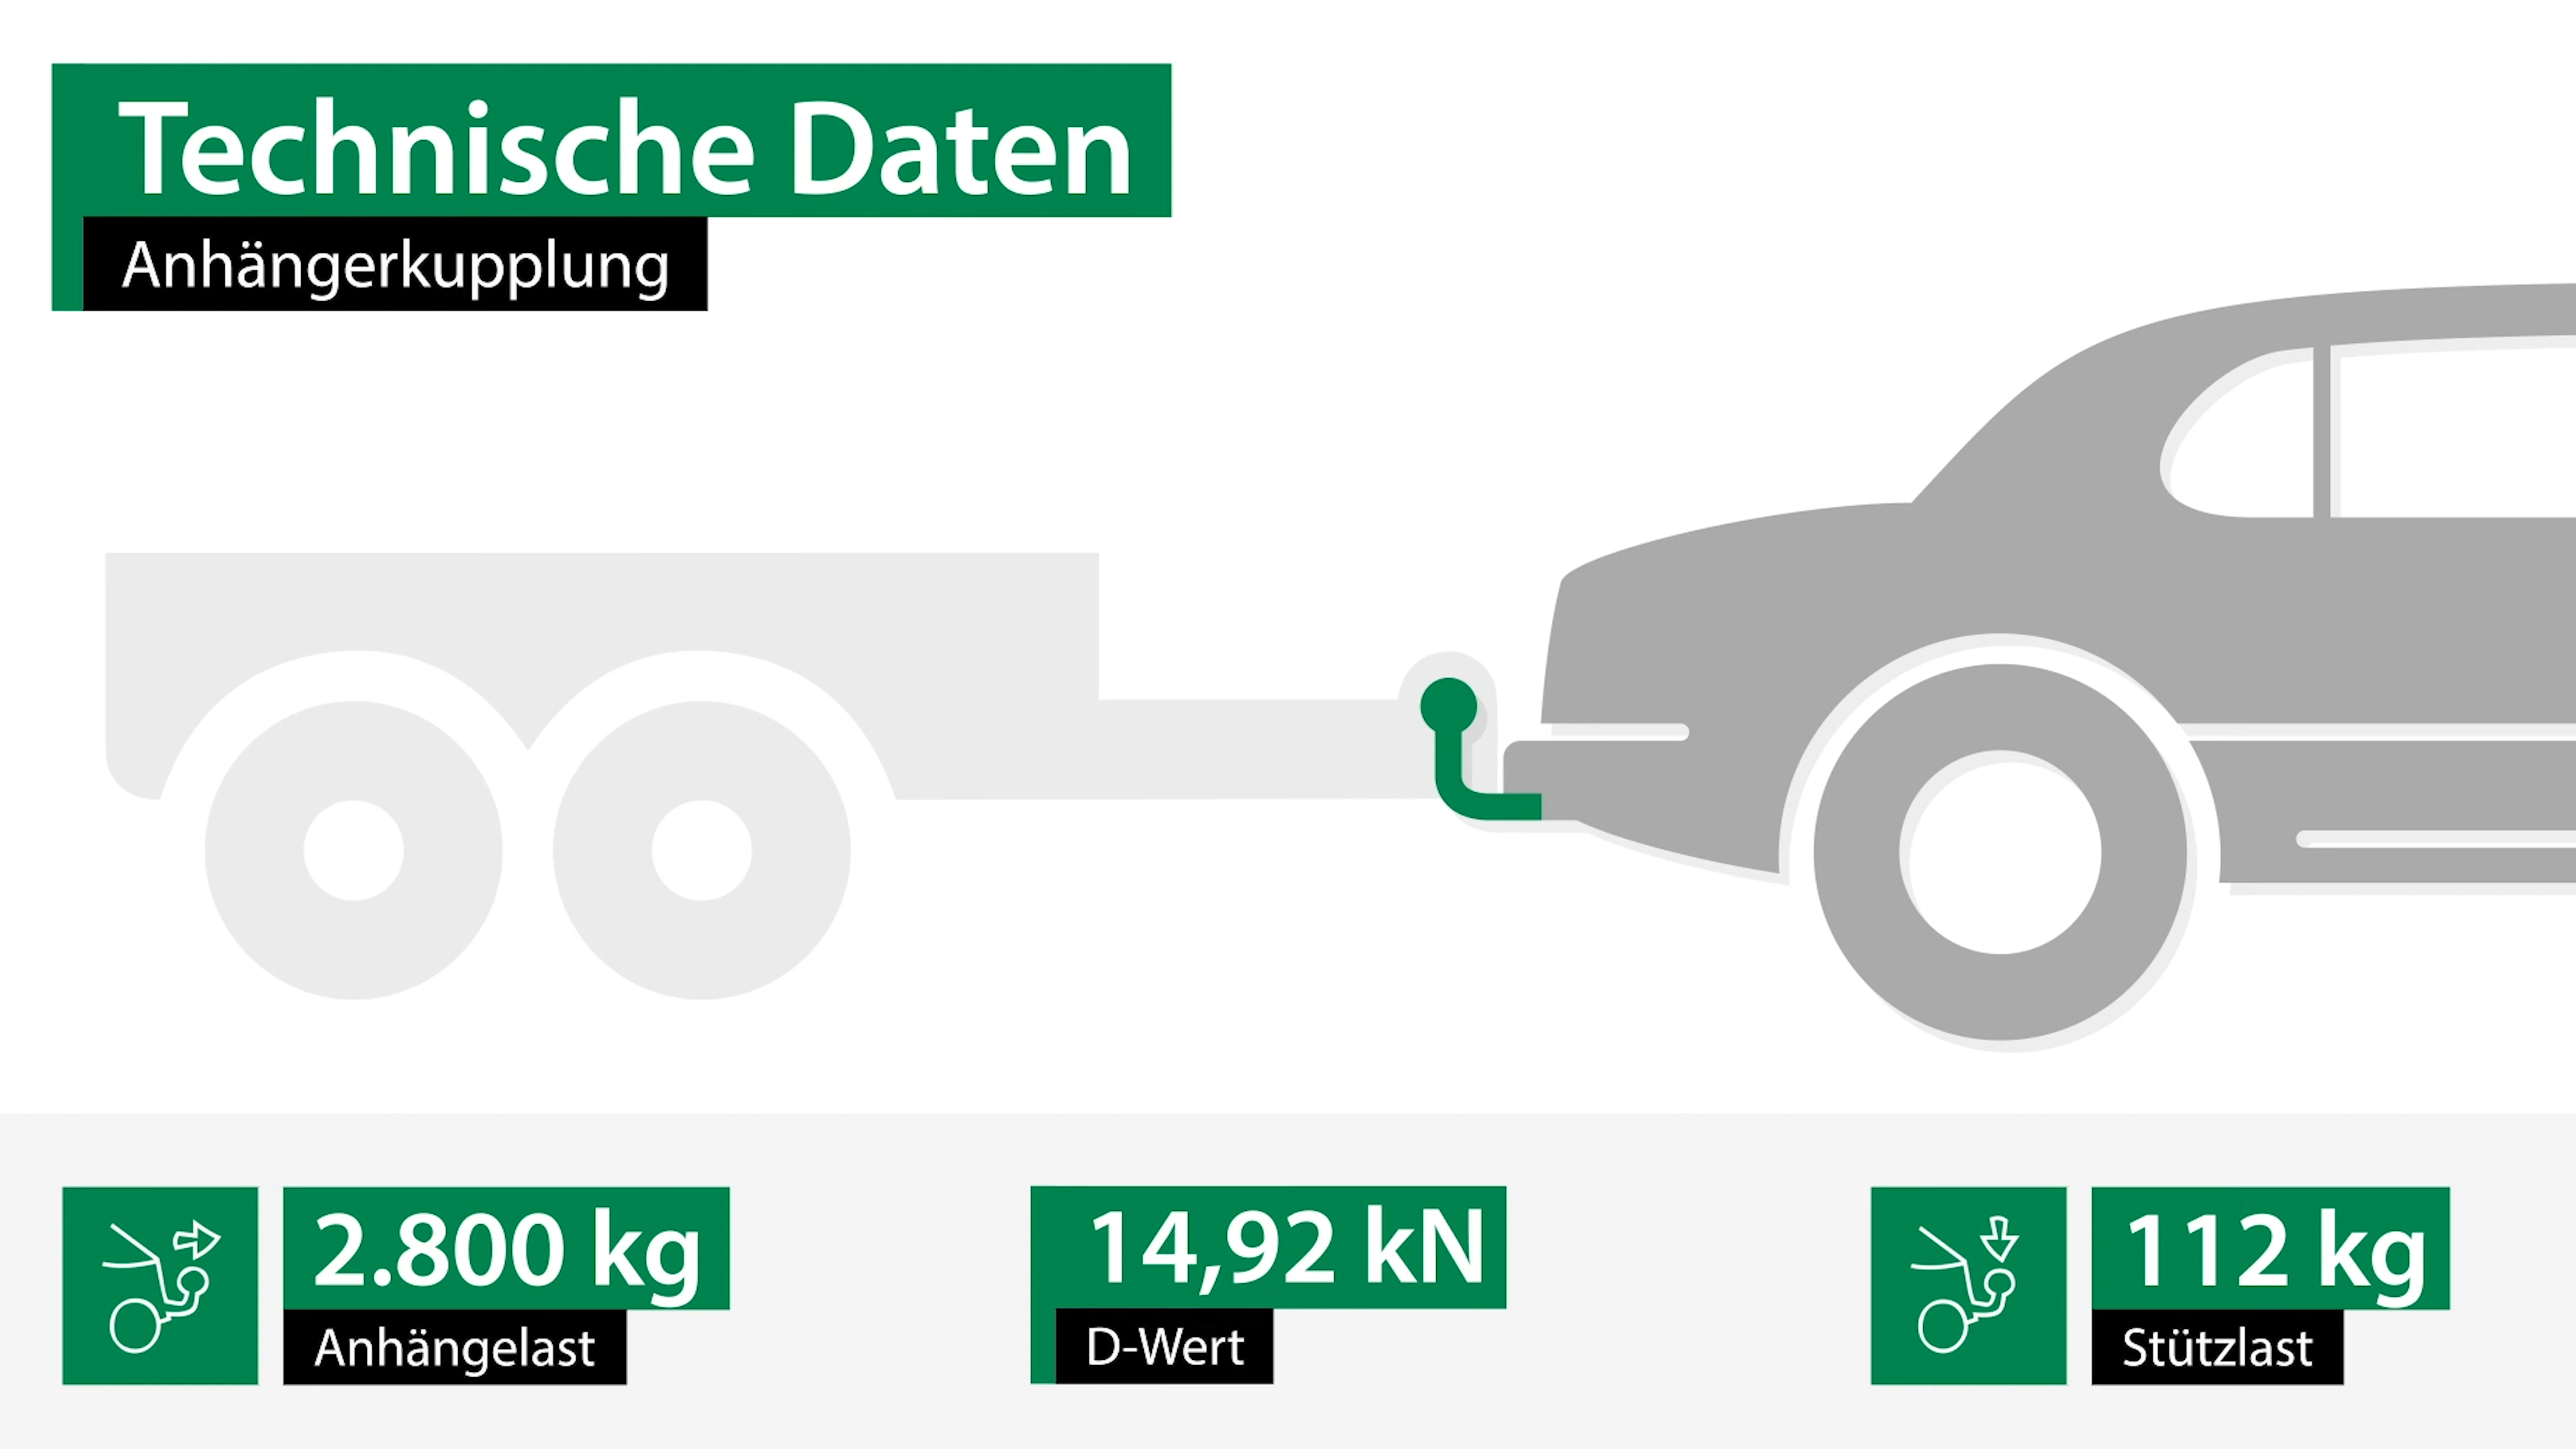 Technische Daten
Anhängerkupplung
2.800 kg
Anhängelast
14,92 kN
D-Wert
112 kg
Stützlast